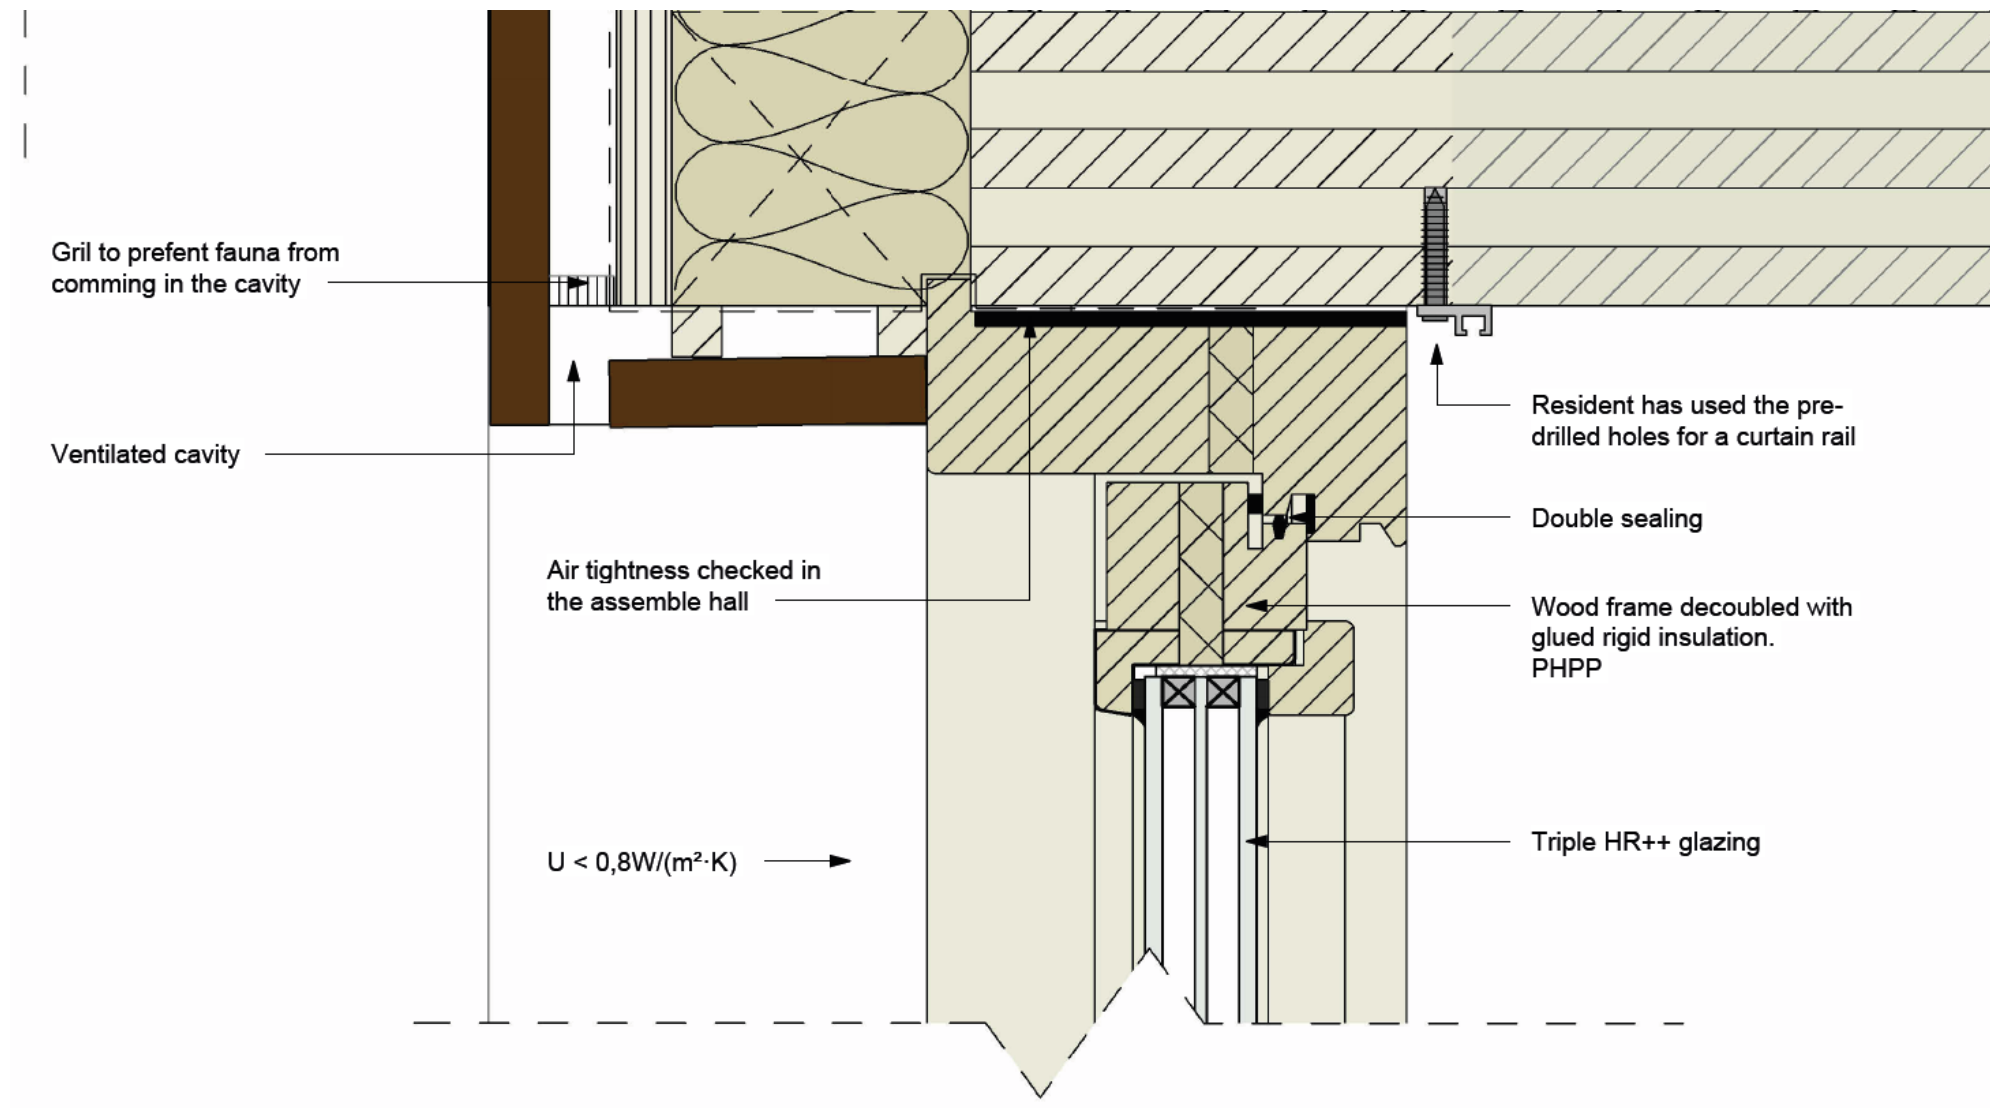 Gril to prefent fauna from
comming in the cavity
Ventilated cavity
Air tightness checked in
the assemble hall
U < 0,8W/(m²·K)
Resident has used the pre-
drilled holes for a curtain rail
Double sealing
Wood frame decoubled with
glued rigid insulation.
PHPP
Triple HR++ glazing